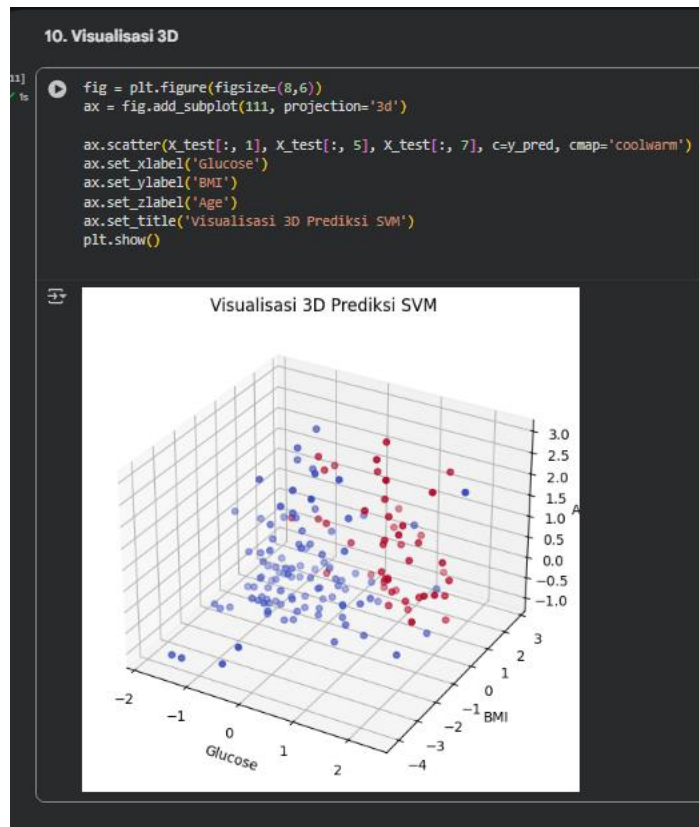 10. Visualisasi 3D
11]
✓ 1s
fig = plt.figure(figsize=(8,6))
ax = fig.add_subplot(111, projection='3d')
ax.scatter(X_test[:, 1], X_test[:, 5], X_test[:, 7], c=y_pred, cmap='coolwarm')
ax.set_xlabel('Glucose')
ax.set_ylabel('BMI')
ax.set_zlabel('Age')
ax.set_title('Visualisasi 3D Prediksi SVM')
plt.show()
Visualisasi 3D Prediksi SVM
3.0
2.5
2.0
1.5
A
1.0
0.5
0.0
−0.5
−1.0
3
2
1
0
−1
−2
−3
−4
BMI
−2
−1
0
1
2
Glucose